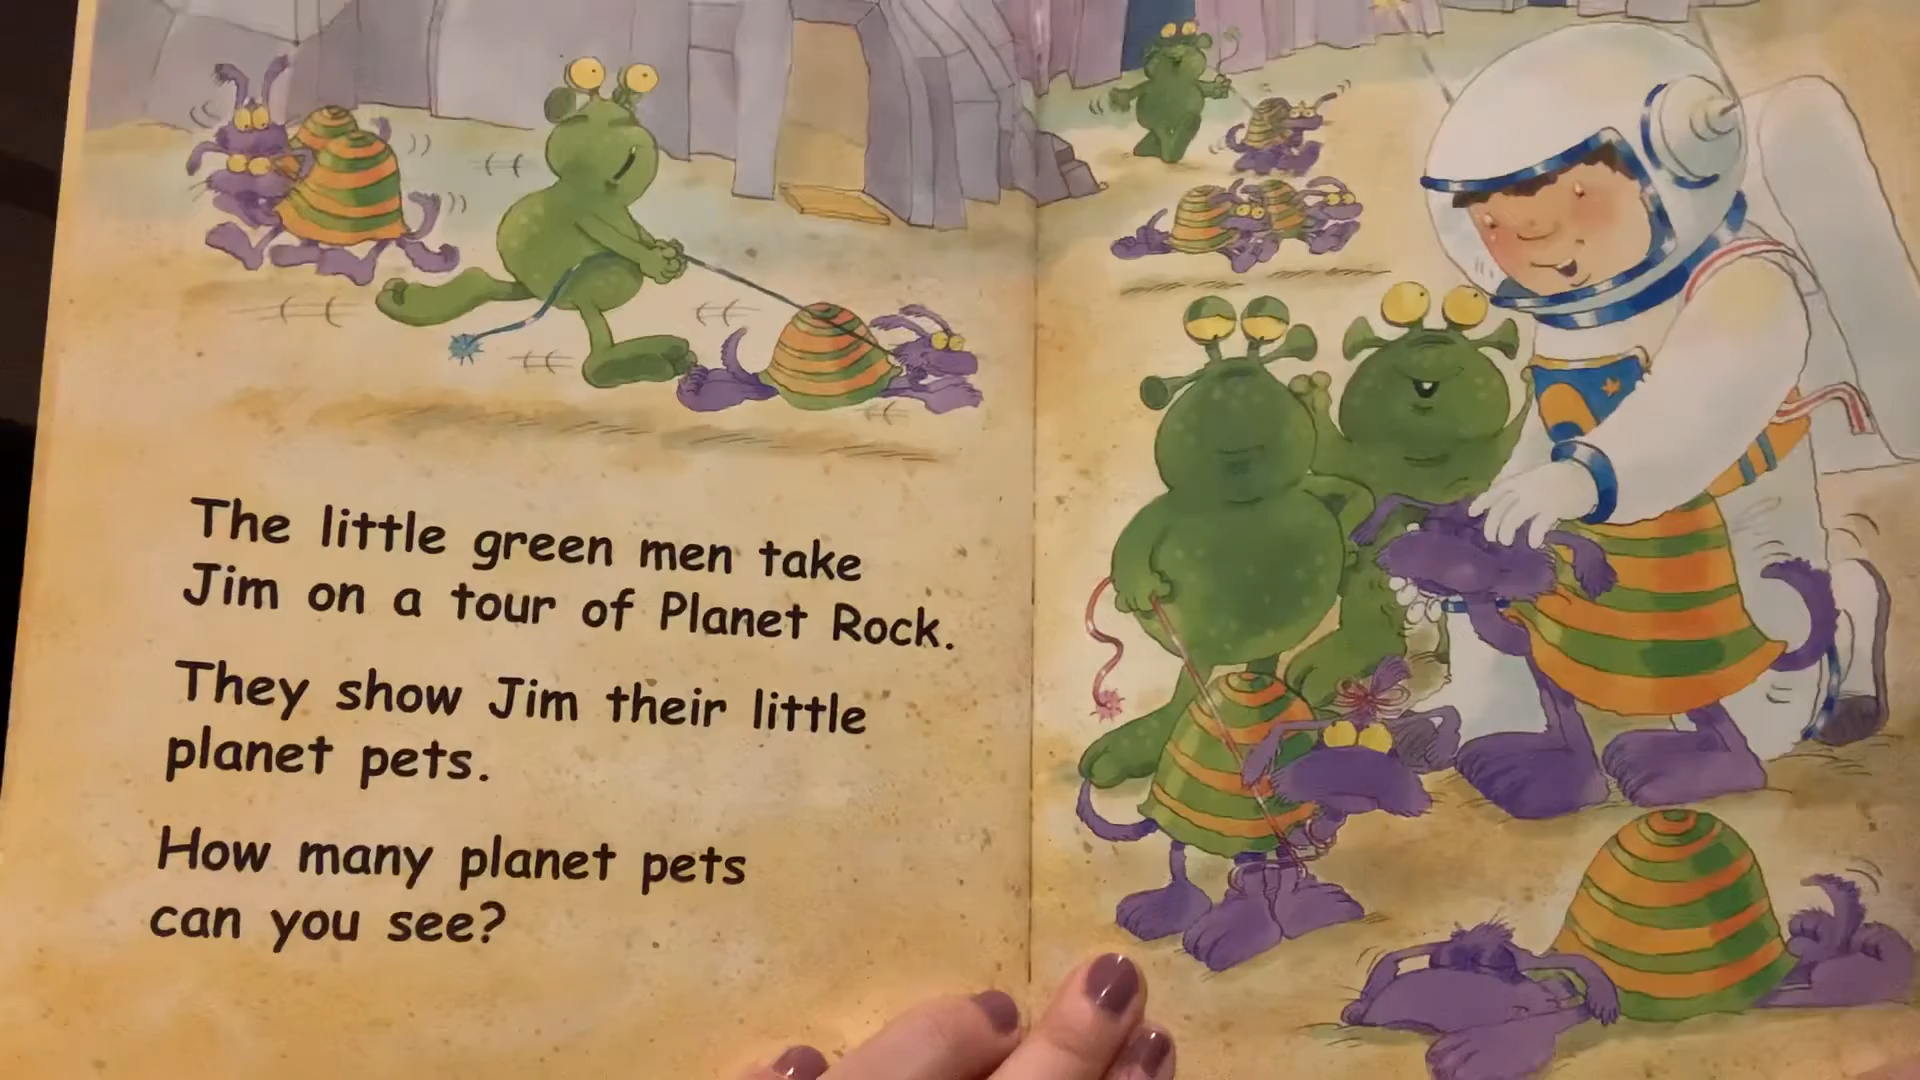 The little green men take
Jim on a tour of Planet Rock.
They show Jim their little
planet pets.
How many planet pets
can you see?